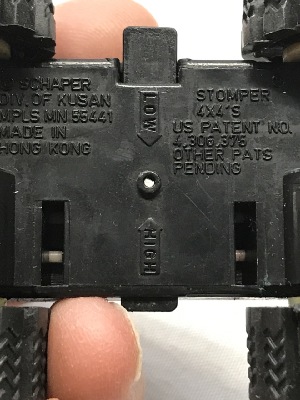 SCHAPER
DIV. OF KUSAN
MPLS MN 55441
MADE IN
HONG KONG
LOW
HIGH
STOMPER
4X4'S
US PATENT NO.
4,306,375
OTHER PATS
PENDING